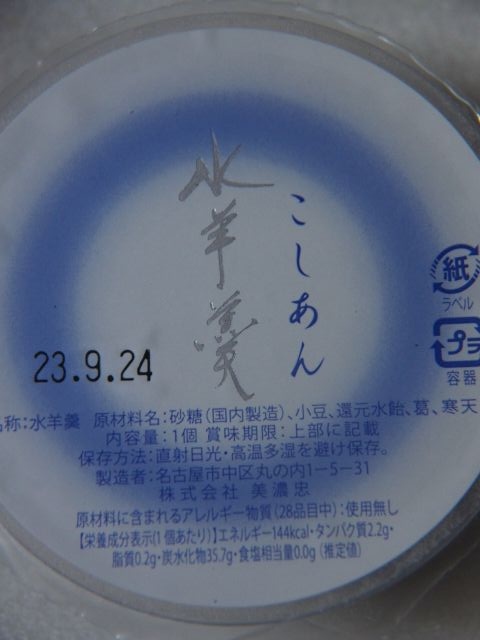 水羊羹
こしあん
紙
ラベル
プラ
容器
23.9.24
名称:水羊羹 原材料名:砂糖(国内製造)、小豆、還元水飴、葛、寒天
内容量:1個 賞味期限:上部に記載
保存方法:直射日光・高温多湿を避け保存。
製造者:名古屋市中区丸の内1-5-31
株式会社 美濃忠
原材料に含まれるアレルギー物質(28品目中):使用無し
【栄養成分表示(1個あたり)】エネルギー144kcal・タンパク質2.2g・
脂質0.2g・炭水化物35.7g・食塩相当量0.0g(推定値)